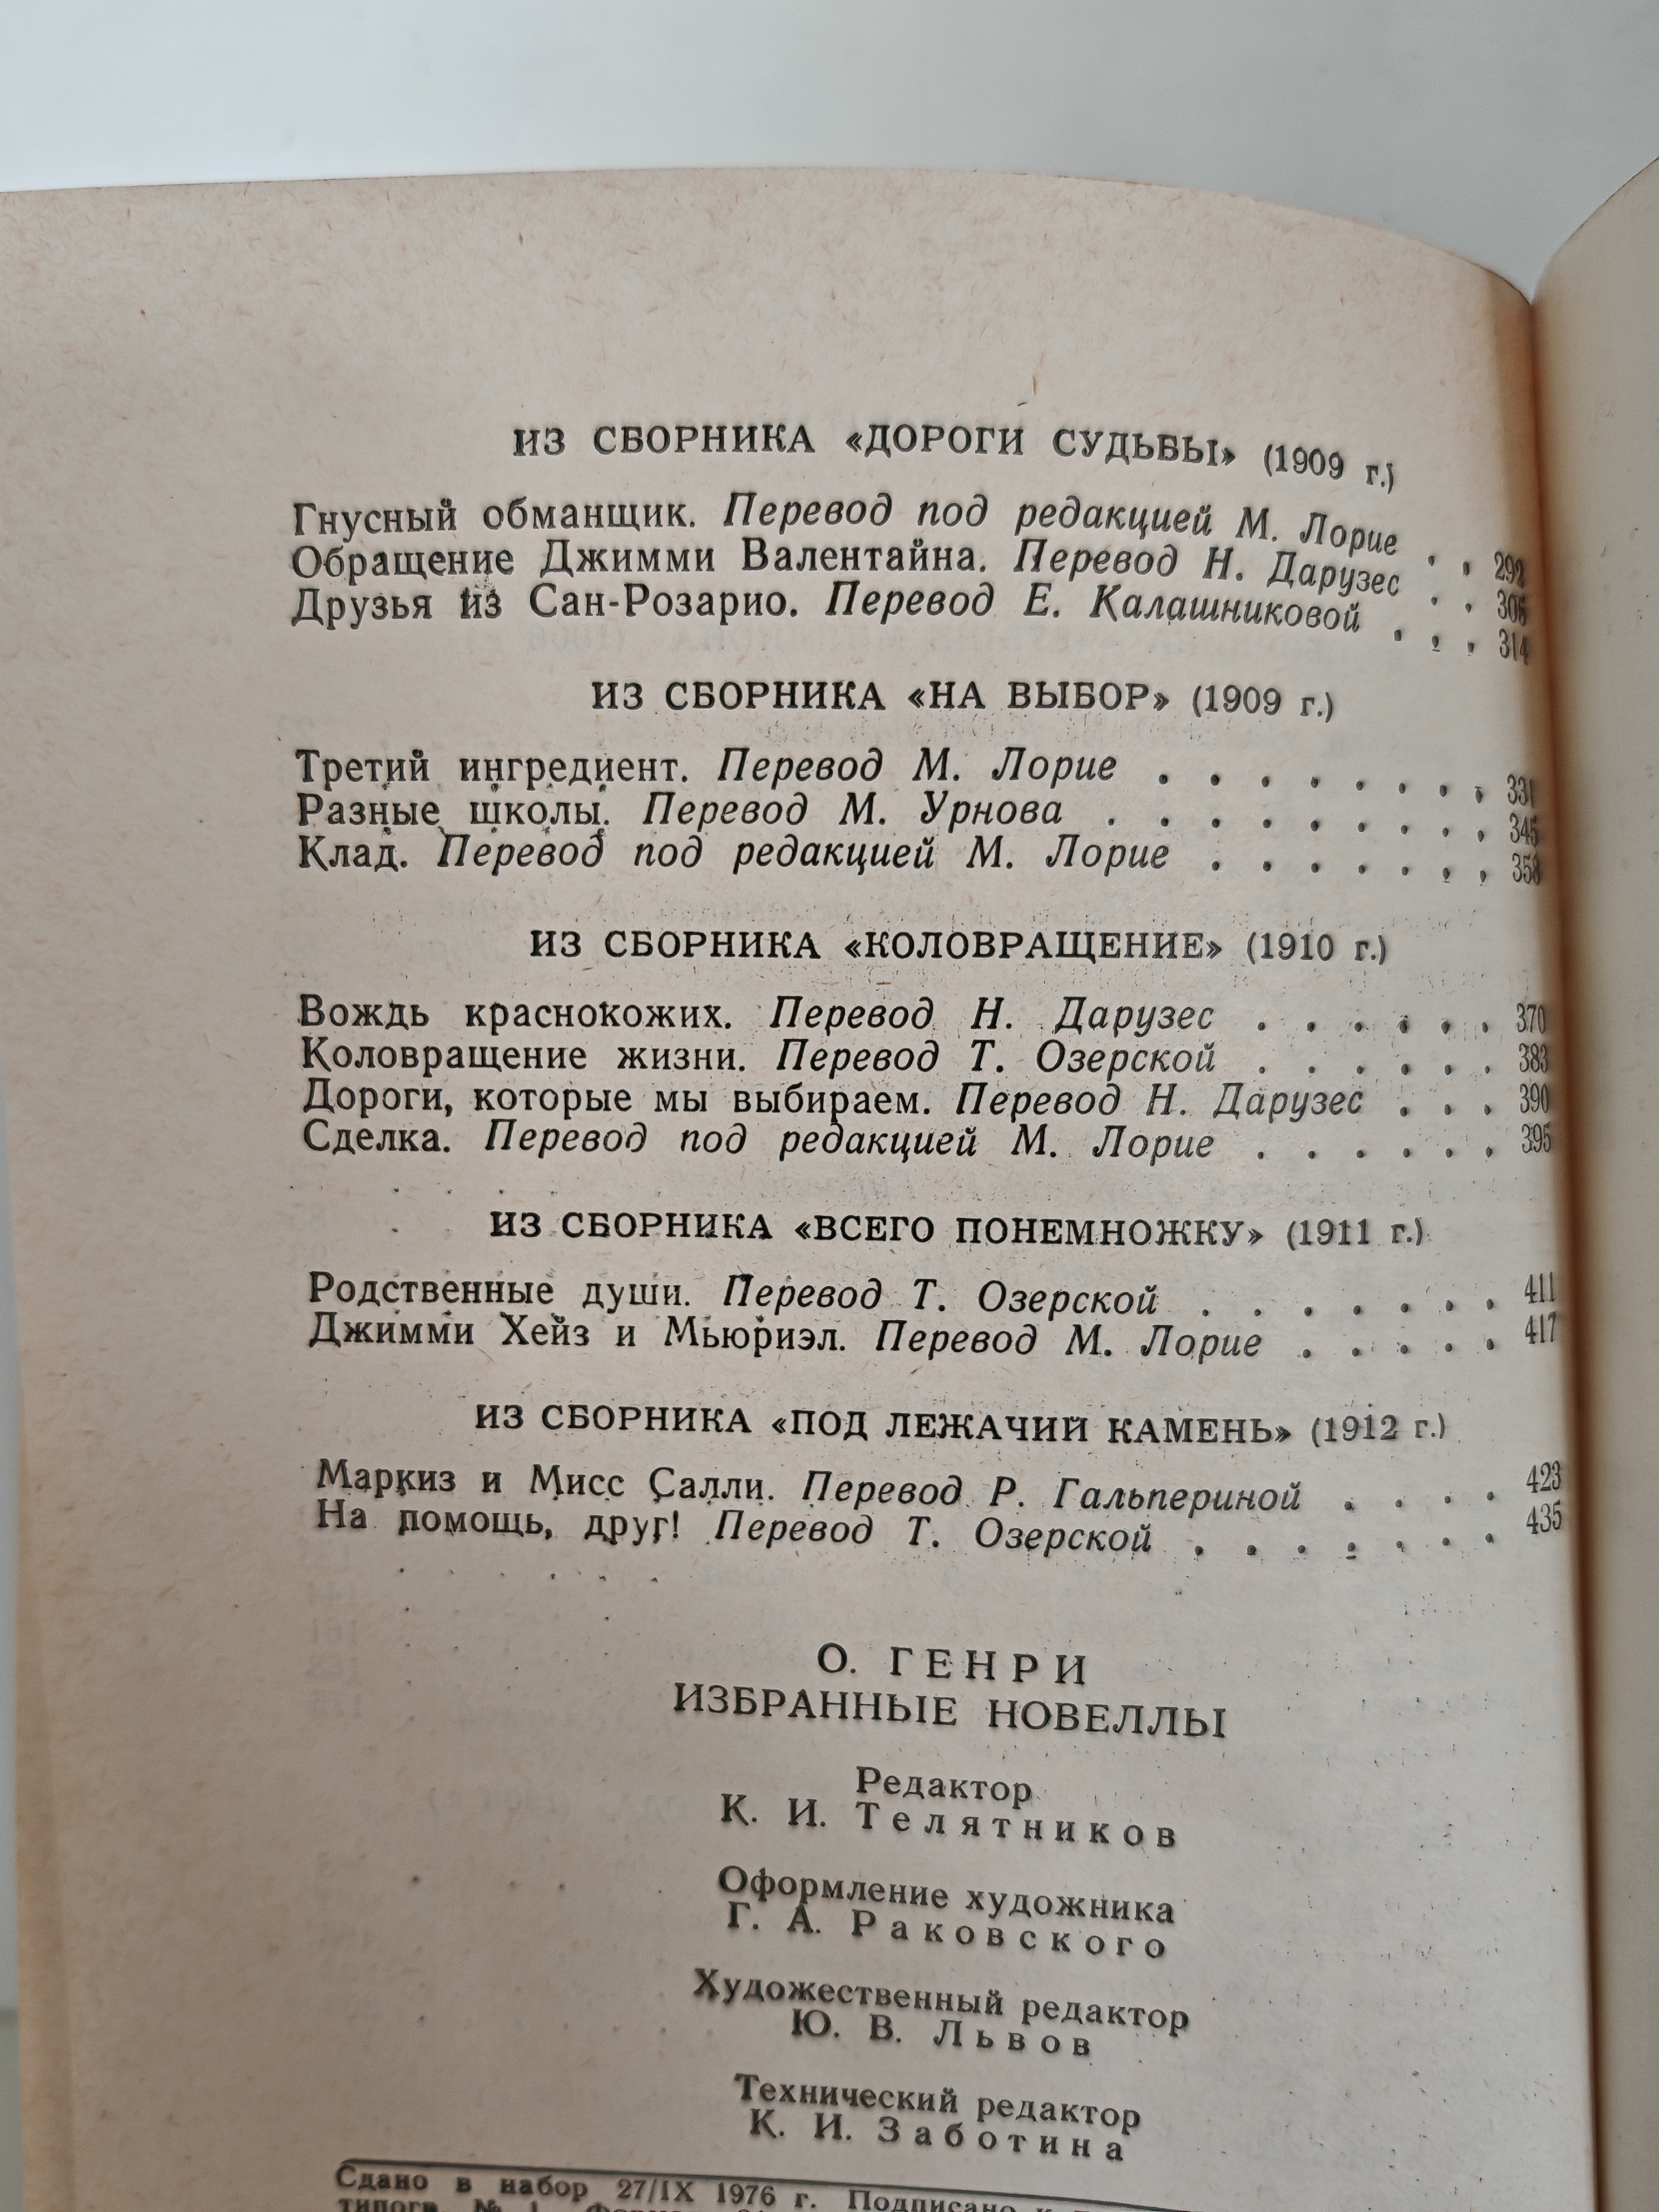 ИЗ СБОРНИКА «ДОРОГИ СУДЬБЫ» (1909 г.)
Гнусный обманщик. Перевод под редакцией М. Лорие . . 292
Обращение Джимми Валентайна. Перевод Н. Дарузес . . 306
Друзья из Сан-Розарио. Перевод Е. Калашниковой . . . 314
ИЗ СБОРНИКА «НА ВЫБОР» (1909 г.)
Третий ингредиент. Перевод М. Лорие . . . . . . . . 331
Разные школы. Перевод М. Урнова . . . . . . . . . 345
Клад. Перевод под редакцией М. Лорие . . . . . . . 358
ИЗ СБОРНИКА «КОЛОВРАЩЕНИЕ» (1910 г.)
Вождь краснокожих. Перевод Н. Дарузес . . . . . . 370
Коловращение жизни. Перевод Т. Озерской . . . . . . 383
Дороги, которые мы выбираем. Перевод Н. Дарузес . . . 390
Сделка. Перевод под редакцией М. Лорие . . . . . . 395
ИЗ СБОРНИКА «ВСЕГО ПОНЕМНОЖКУ» (1911 г.)
Родственные души. Перевод Т. Озерской . . . . . . . 411
Джимми Хейз и Мьюриэл. Перевод М. Лорие . . . . . 417
ИЗ СБОРНИКА «ПОД ЛЕЖАЧИЙ КАМЕНЬ» (1912 г.)
Маркиз и Мисс Салли. Перевод Р. Гальпериной . . . . 423
На помощь, друг! Перевод Т. Озерской . . . . . . . 435
О. ГЕНРИ
ИЗБРАННЫЕ НОВЕЛЛЫ
Редактор
К. И. Телятников
Оформление художника
Г. А. Раковского
Художественный редактор
Ю. В. Львов
Технический редактор
К. И. Заботина
Сдано в набор 27/IX 1976 г. Подписано к